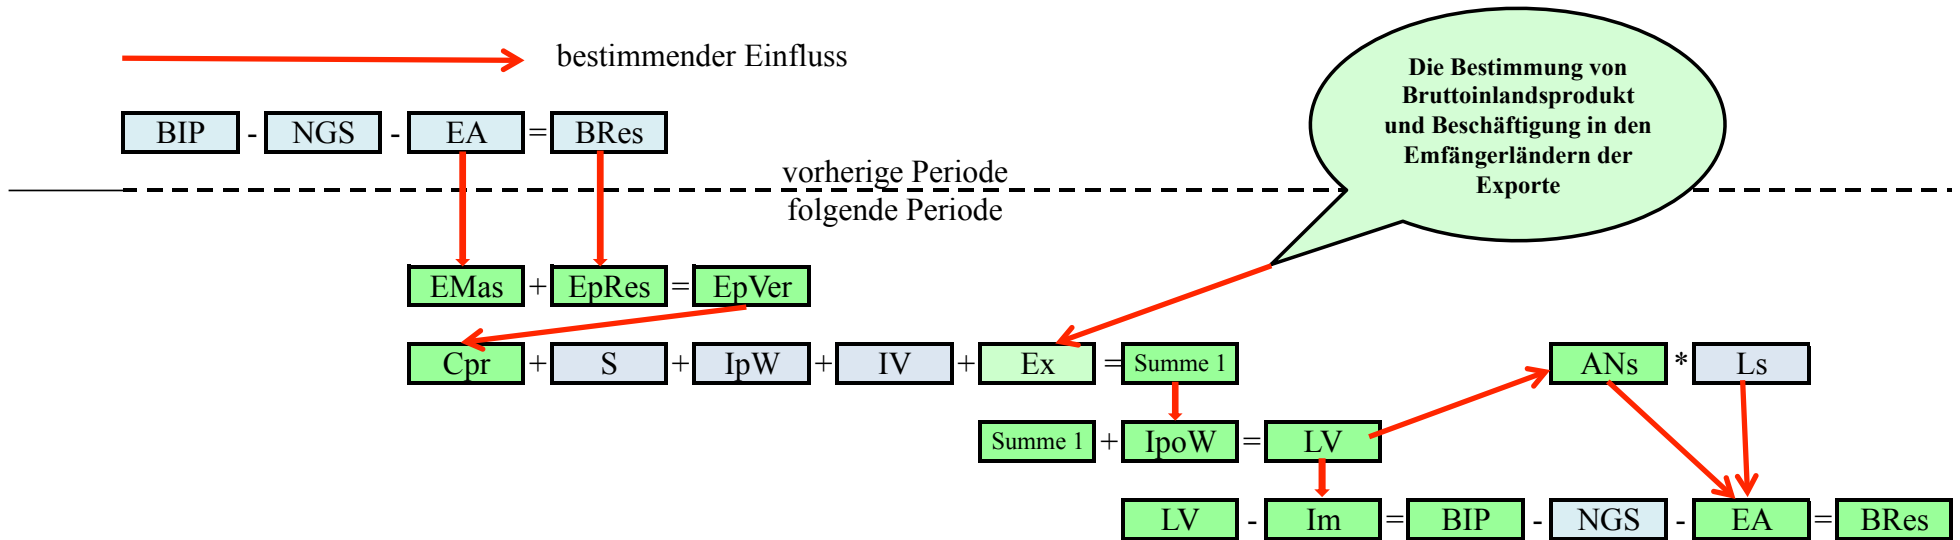 bestimmender Einfluss
Die Bestimmung von
Bruttoinlandsprodukt
und Beschäftigung in den
Emfängerländern der
Exporte
BIP - NGS - EA = BRes
vorherige Periode
folgende Periode
EMas + EpRes = EpVer
Cpr + S + IpW + IV + Ex = Summe 1
ANs * Ls
Summe 1 + IpoW = LV
LV - Im = BIP - NGS - EA = BRes